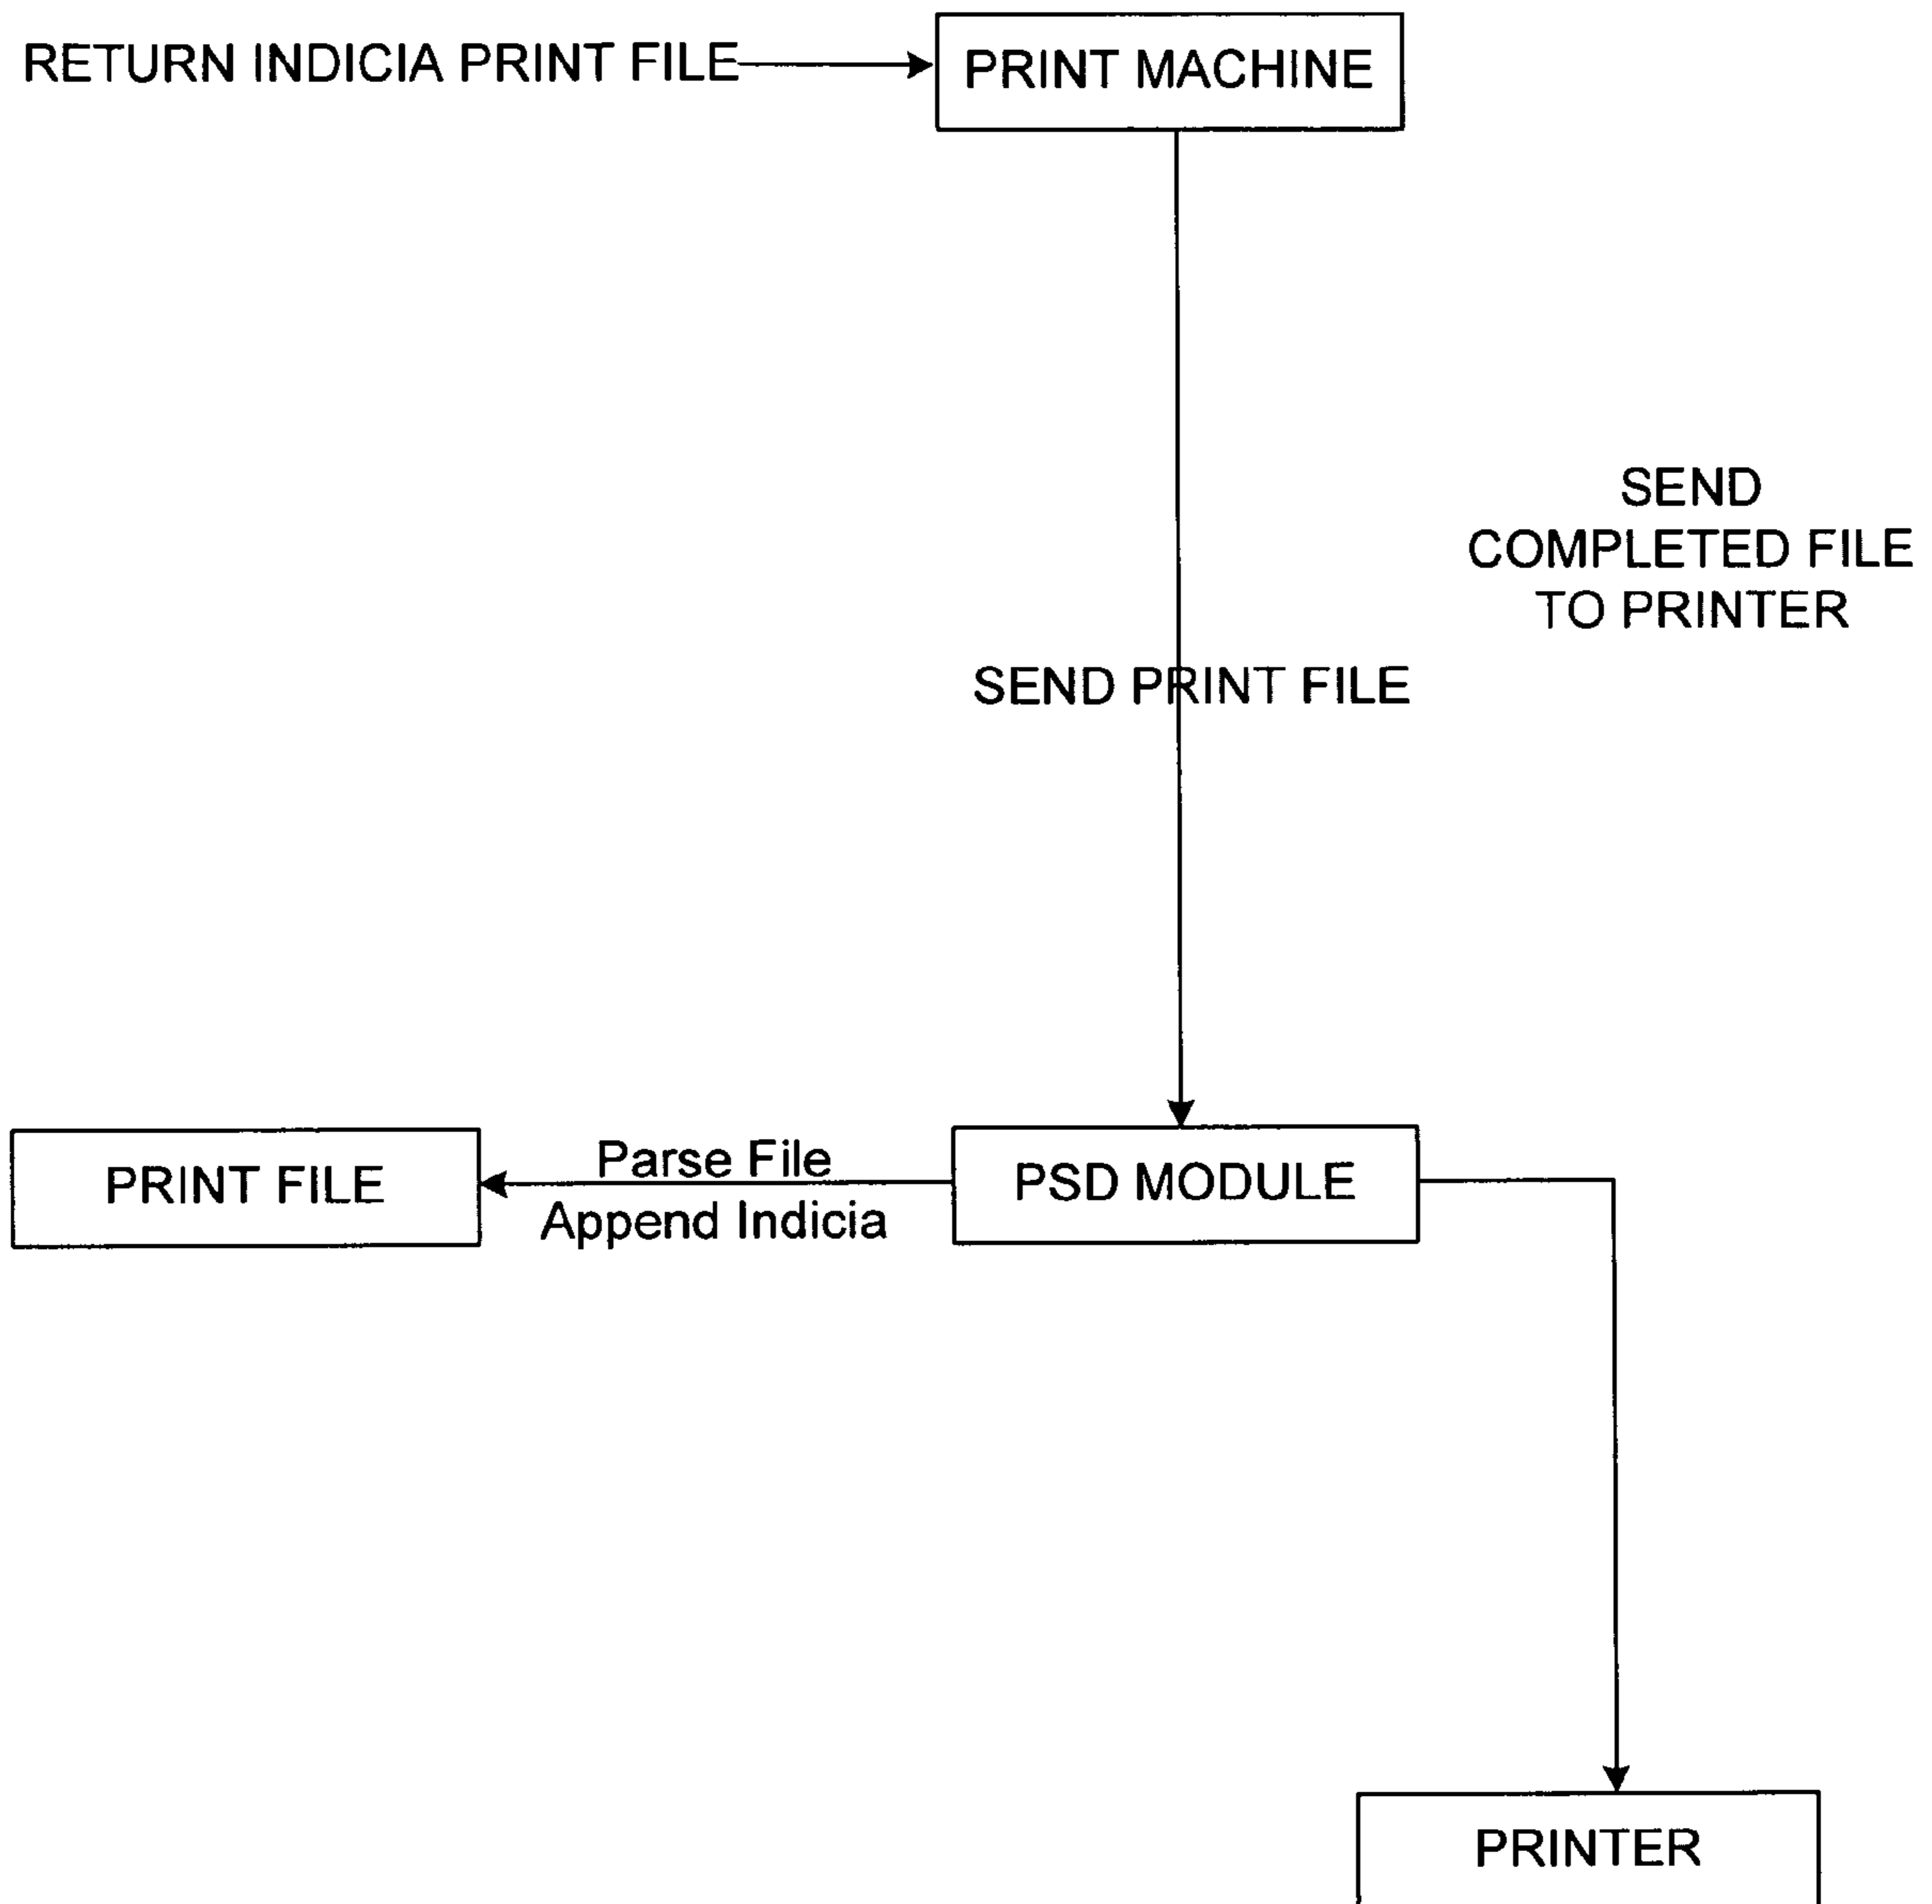 RETURN INDICIA PRINT FILE
PRINT MACHINE
SEND
COMPLETED FILE
TO PRINTER
SEND PRINT FILE
PRINT FILE
Parse File
Append Indicia
PSD MODULE
PRINTER